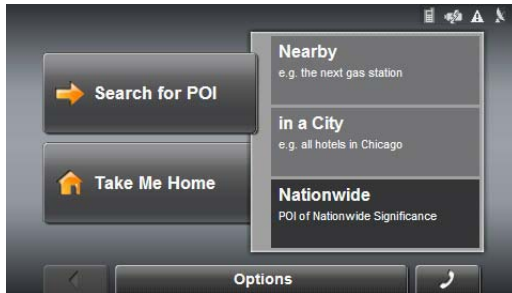 Search for POI
Take Me Home
Nearby
e.g. the next gas station
in a City
e.g. all hotels in Chicago
Nationwide
POI of Nationwide Significance
Options